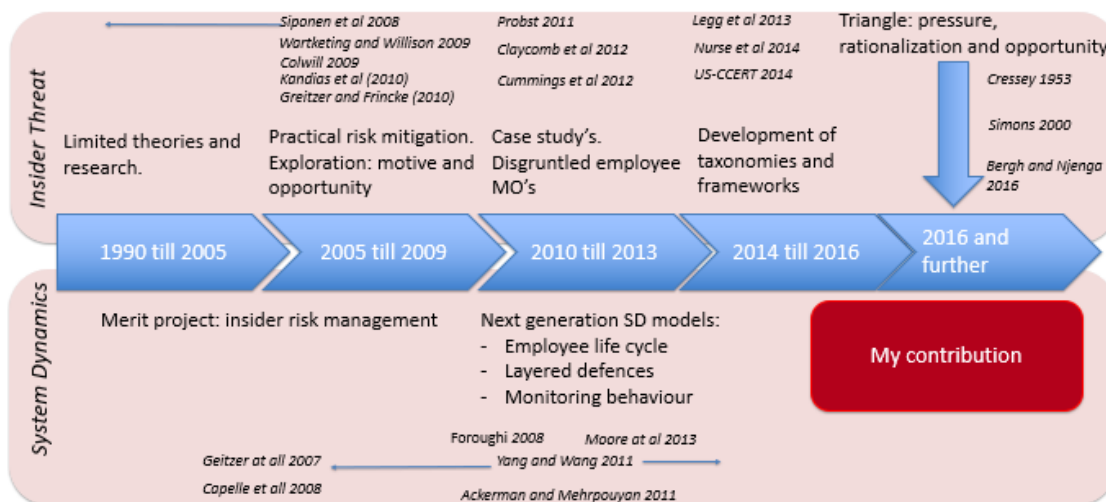 Insider Threat
Siponen et al 2008
Wartketing and Willison 2009
Colwill 2009
Kandias et al (2010)
Greitzer and Frincke (2010)
Probst 2011
Claycomb et al 2012
Cummings et al 2012
Legg et al 2013
Nurse et al 2014
US-CCERT 2014
Triangle: pressure,
rationalization and opportunity
Cressey 1953
Simons 2000
Bergh and Njenga
2016
Limited theories and
research.
Practical risk mitigation.
Exploration: motive and
opportunity
Case study's.
Disgruntled employee
MO's
Development of
taxonomies and
frameworks
1990 till 2005
2005 till 2009
2010 till 2013
2014 till 2016
2016 and
further
System Dynamics
Merit project: insider risk management
Next generation SD models:
- Employee life cycle
- Layered defences
- Monitoring behaviour
My contribution
Foroughi 2008
Moore at al 2013
Geitzer at all 2007
Yang and Wang 2011
Capelle et all 2008
Ackerman and Mehrpouyan 2011